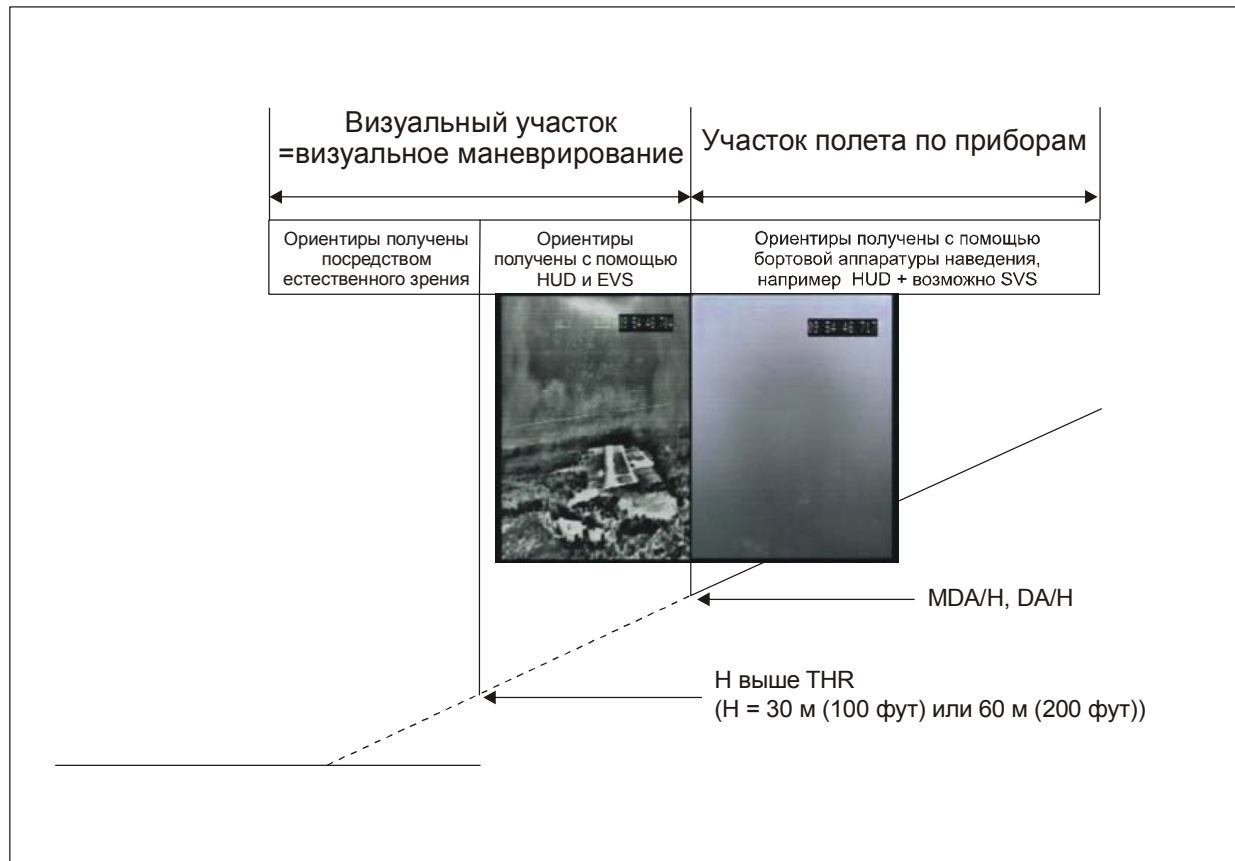 Визуальный участок
=визуальное маневрирование
Участок полета по приборам
Ориентиры получены
посредством
естественного зрения
Ориентиры
получены с помощью
HUD и EVS
Ориентиры получены с помощью
бортовой аппаратуры наведения,
например HUD + возможно SVS
MDA/H, DA/H
Н выше THR
(Н = 30 м (100 фут) или 60 м (200 фут))